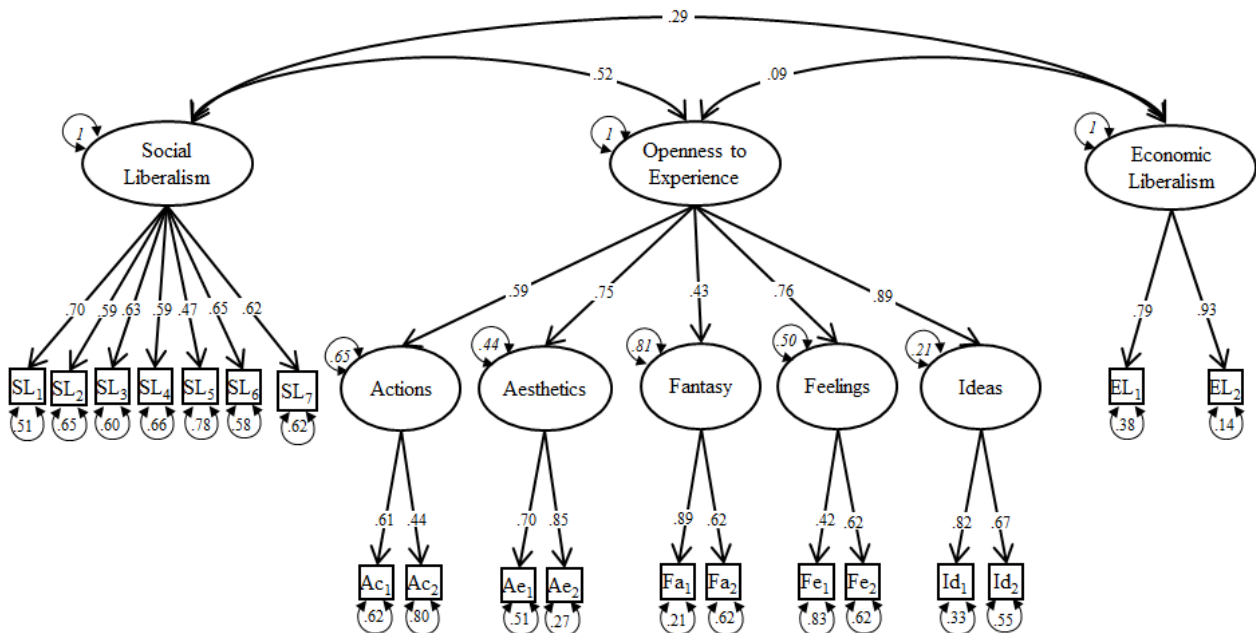 .29
.52
.09
1
Social
Liberalism
1
Openness to
Experience
1
Economic
Liberalism
.70
.59
.63
.59
.47
.65
.62
.59
.75
.43
.76
.89
.79
.93
SL₁
SL₂
SL₃
SL₄
SL₅
SL₆
SL₇
.51
.65
.60
.66
.78
.58
.62
.65
Actions
.44
Aesthetics
.81
Fantasy
.50
Feelings
.21
Ideas
EL₁
EL₂
.38
.14
.61
.44
.70
.85
.89
.62
.42
.62
.82
.67
Ac₁
Ac₂
Ae₁
Ae₂
Fa₁
Fa₂
Fe₁
Fe₂
Id₁
Id₂
.62
.80
.51
.27
.21
.62
.83
.62
.33
.55